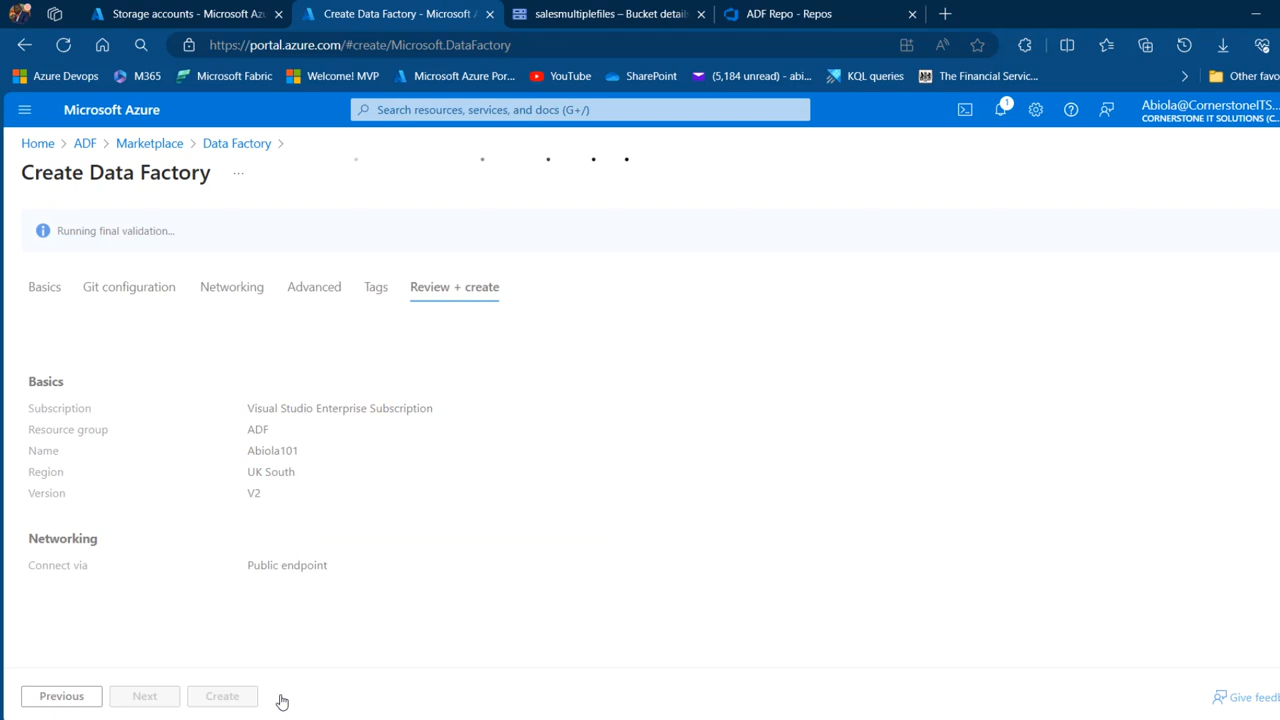 Storage accounts - Microsoft Az
Create Data Factory - Microsoft A
salesmultiplefiles – Bucket details
ADF Repo - Repos
https://portal.azure.com/#create/Microsoft.DataFactory
Azure Devops
M365
Microsoft Fabric
Welcome! MVP
Microsoft Azure Por...
YouTube
SharePoint
(5,184 unread) - abi...
KQL queries
The Financial Servic...
Other favo
Microsoft Azure
Search resources, services, and docs (G+/)
1
Abiola@CornerstoneITS...
CORNERSTONE IT SOLUTIONS (C...
Home > ADF > Marketplace > Data Factory >
Create Data Factory ...
Running final validation...
Basics
Git configuration
Networking
Advanced
Tags
Review + create
Basics
Subscription Visual Studio Enterprise Subscription
Resource group ADF
Name Abiola101
Region UK South
Version V2
Networking
Connect via Public endpoint
Previous
Next
Create
Give feedb